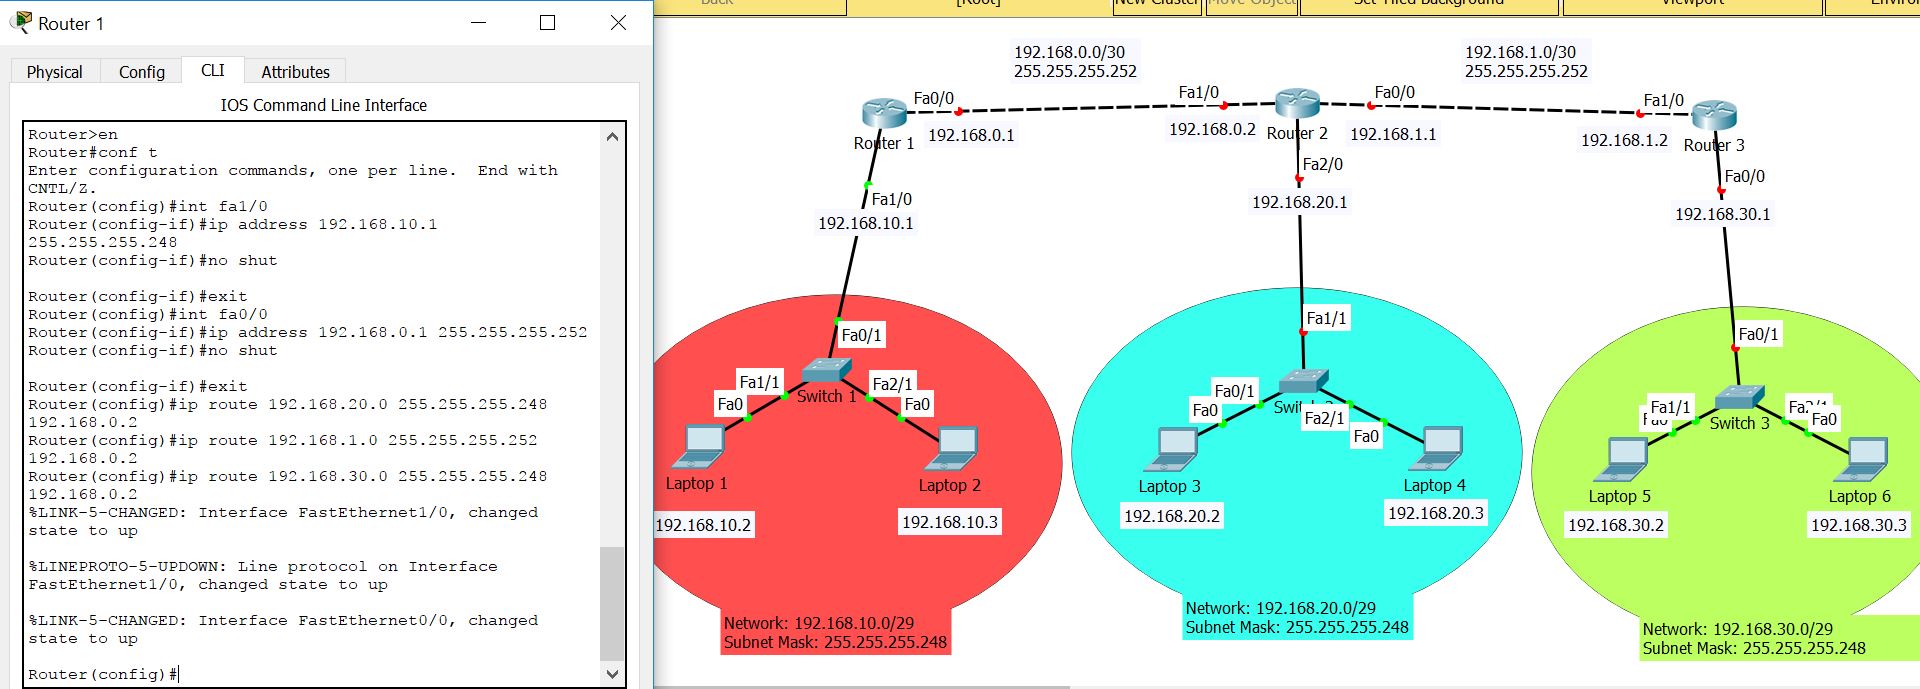 Router 1
Physical
Config
CLI
Attributes
IOS Command Line Interface
Router>en
Router#conf t
Enter configuration commands, one per line.  End with
CNTL/Z.
Router(config)#int fa1/0
Router(config-if)#ip address 192.168.10.1
255.255.255.248
Router(config-if)#no shut
Router(config-if)#exit
Router(config)#int fa0/0
Router(config-if)#ip address 192.168.0.1 255.255.255.252
Router(config-if)#no shut
Router(config-if)#exit
Router(config)#ip route 192.168.20.0 255.255.255.248
192.168.0.2
Router(config)#ip route 192.168.1.0 255.255.255.252
192.168.0.2
Router(config)#ip route 192.168.30.0 255.255.255.248
192.168.0.2
%LINK-5-CHANGED: Interface FastEthernet1/0, changed
state to up
%LINEPROTO-5-UPDOWN: Line protocol on Interface
FastEthernet1/0, changed state to up
%LINK-5-CHANGED: Interface FastEthernet0/0, changed
state to up
Router(config)#
Back
[Root]
New Cluster
Move Object
Set Tiled Background
Viewport
192.168.0.0/30
255.255.255.252
192.168.1.0/30
255.255.255.252
Fa0/0
Fa1/0
Fa0/0
Fa1/0
Router 1
192.168.0.1
192.168.0.2
Router 2
192.168.1.1
192.168.1.2
Router 3
Fa1/0
192.168.10.1
Fa2/0
192.168.20.1
Fa0/0
192.168.30.1
Fa0/1
Fa1/1
Fa2/1
Fa0
Fa0
Switch 1
Laptop 1
Laptop 2
192.168.10.2
192.168.10.3
Network: 192.168.10.0/29
Subnet Mask: 255.255.255.248
Fa1/1
Fa0/1
Fa0
Fa2/1
Fa0
Laptop 3
Laptop 4
192.168.20.2
192.168.20.3
Network: 192.168.20.0/29
Subnet Mask: 255.255.255.248
Fa0/1
Fa1/1
Fa0
Switch 3
Laptop 5
Laptop 6
192.168.30.2
192.168.30.3
Network: 192.168.30.0/29
Subnet Mask: 255.255.255.248